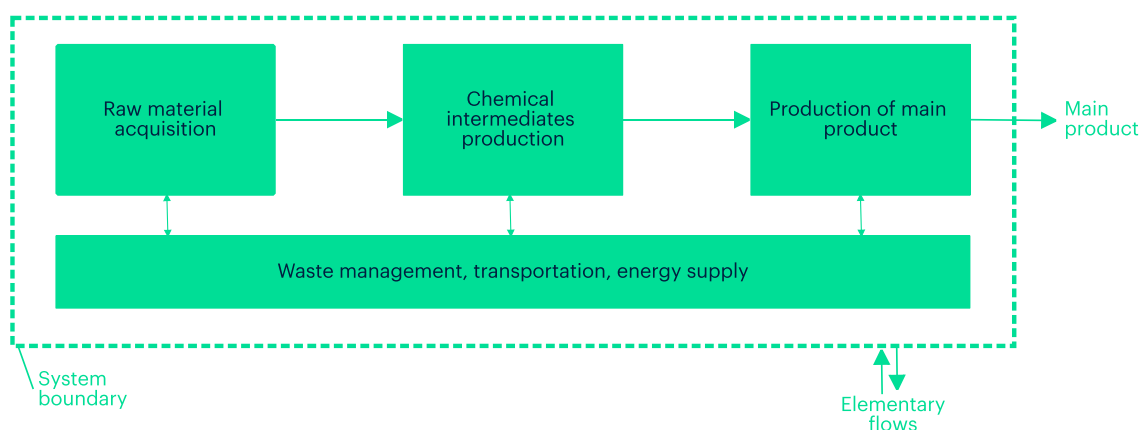 Raw material
acquisition
Chemical
intermediates
production
Production of main
product
Main
product
Waste management, transportation, energy supply
System
boundary
Elementary
flows